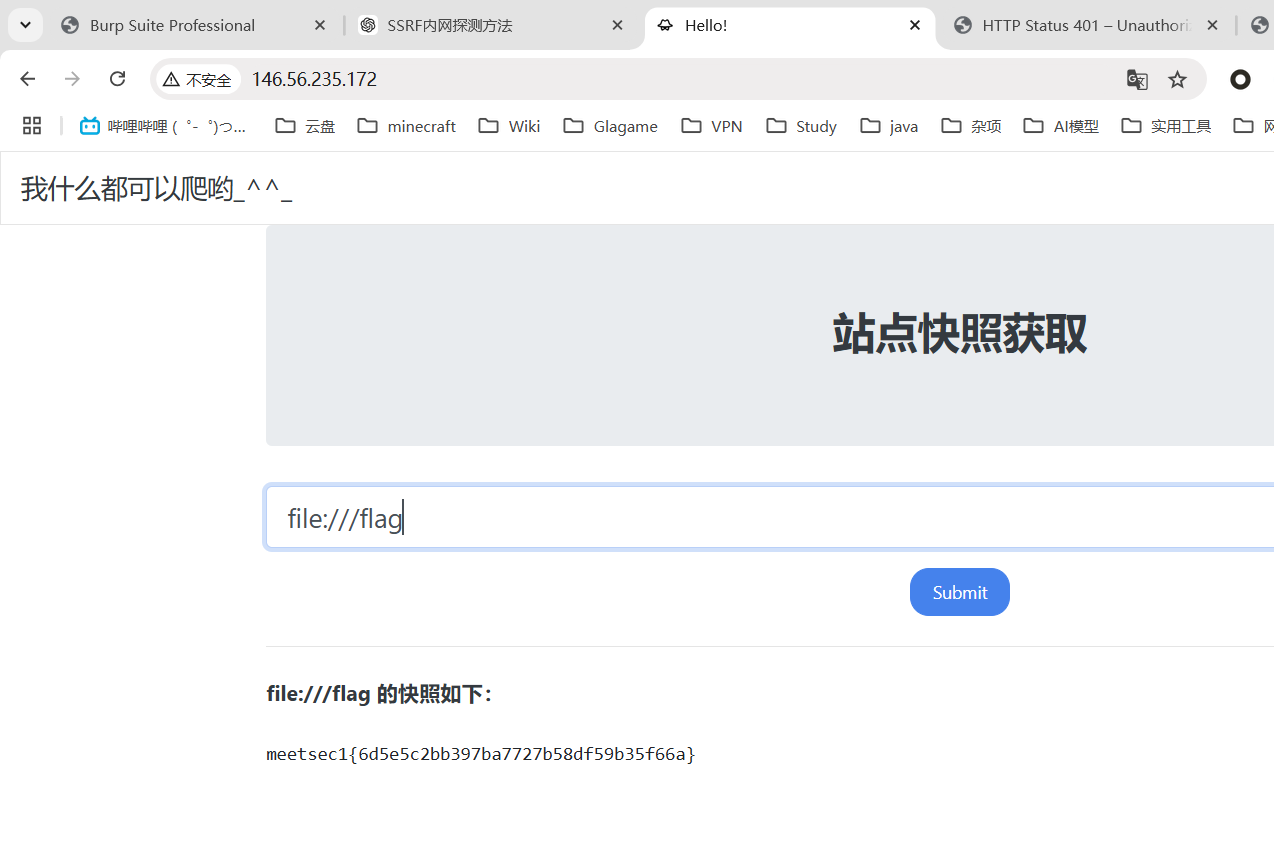 Burp Suite Professional
SSRF内网探测方法
Hello!
HTTP Status 401 – Unauthoriz
不安全
146.56.235.172
哔哩哔哩 ( ゜- ゜)つ...
云盘
minecraft
Wiki
Glagame
VPN
Study
java
杂项
AI模型
实用工具
我什么都可以爬哟_^ ^_
站点快照获取
file:///flag
Submit
file:///flag 的快照如下：
meetsec1{6d5e5c2bb397ba7727b58df59b35f66a}